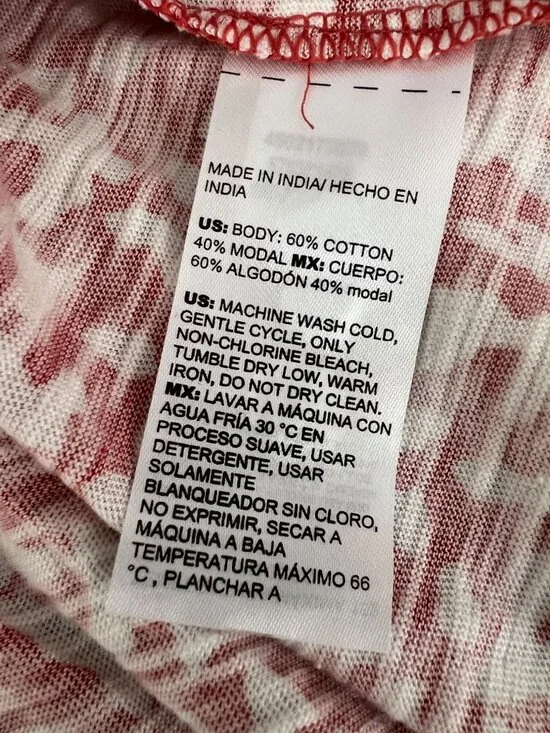 MADE IN INDIA/ HECHO EN
INDIA
US: BODY: 60% COTTON
40% MODAL MX: CUERPO:
60% ALGODÓN 40% modal
US: MACHINE WASH COLD,
GENTLE CYCLE, ONLY
NON-CHLORINE BLEACH,
TUMBLE DRY LOW, WARM
IRON, DO NOT DRY CLEAN.
MX: LAVAR A MÁQUINA CON
AGUA FRÍA 30 °C EN
PROCESO SUAVE, USAR
DETERGENTE, USAR
SOLAMENTE
BLANQUEADOR SIN CLORO,
NO EXPRIMIR, SECAR A
MÁQUINA A BAJA
TEMPERATURA MÁXIMO 66
°C , PLANCHAR A